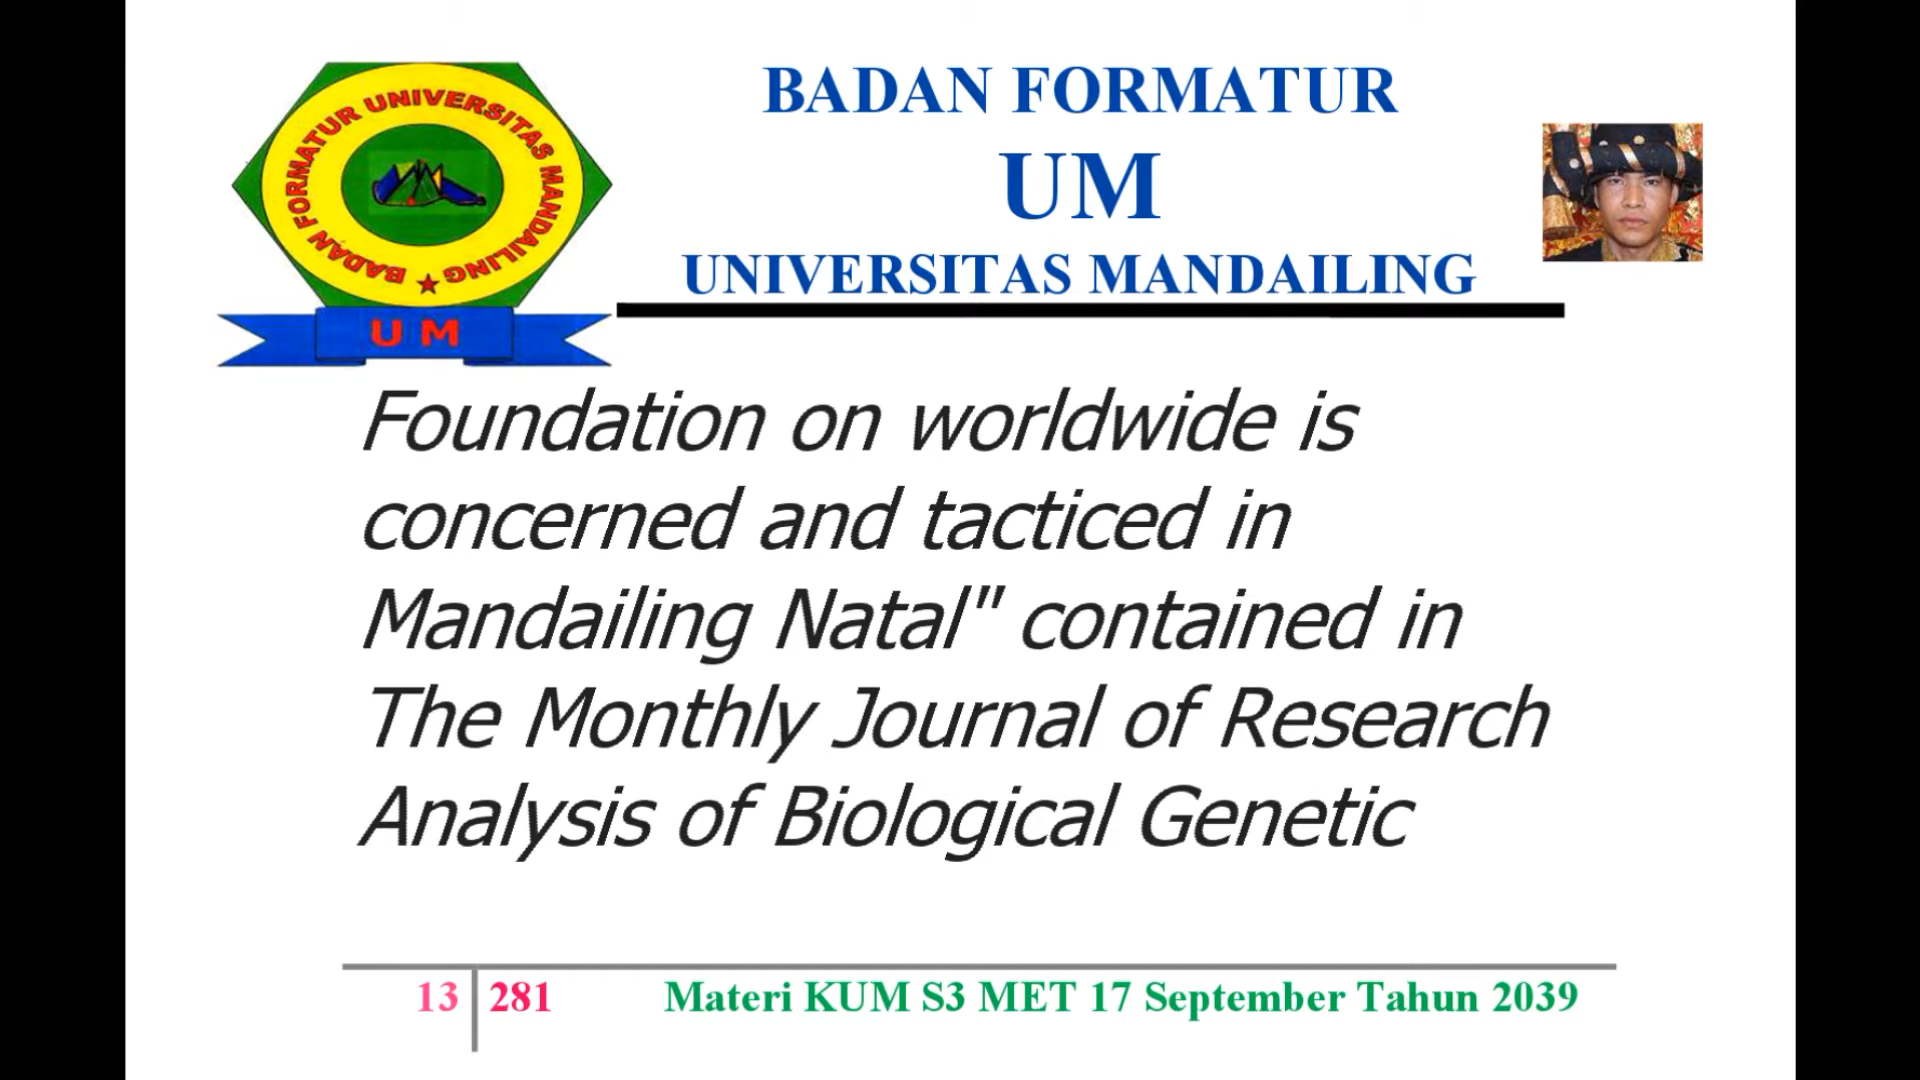 BADAN FORMATUR UNIVERSITAS MANDAILING
U M
BADAN FORMATUR
UM
UNIVERSITAS MANDAILING
Foundation on worldwide is
concerned and tacticed in
Mandailing Natal" contained in
The Monthly Journal of Research
Analysis of Biological Genetic
13 281 Materi KUM S3 MET 17 September Tahun 2039